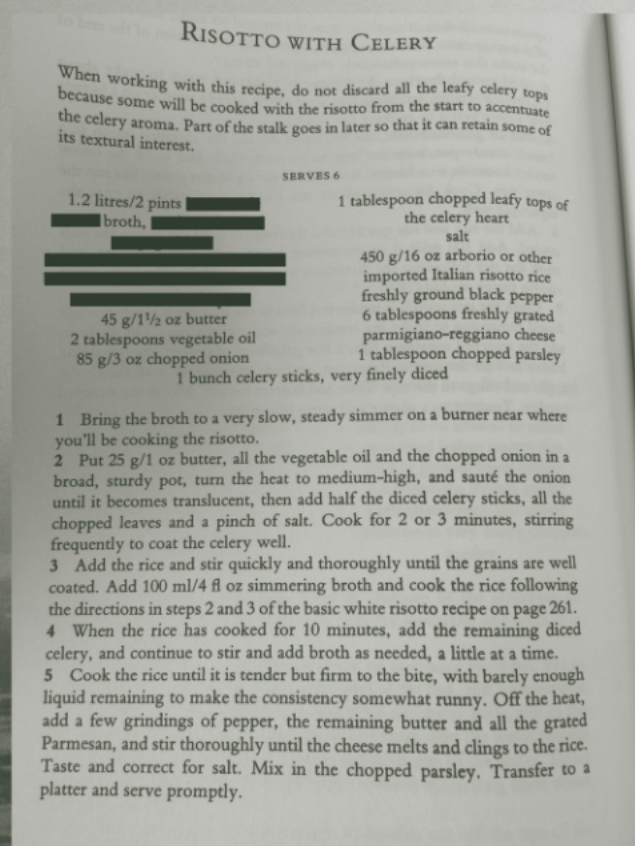 RISOTTO WITH CELERY
When working with this recipe, do not discard all the leafy celery tops
because some will be cooked with the risotto from the start to accentuate
the celery aroma. Part of the stalk goes in later so that it can retain some of
its textural interest.
SERVES 6
1.2 litres/2 pints
broth,
45 g/1½ oz butter
2 tablespoons vegetable oil
85 g/3 oz chopped onion
1 tablespoon chopped leafy tops of
the celery heart
salt
450 g/16 oz arborio or other
imported Italian risotto rice
freshly ground black pepper
6 tablespoons freshly grated
parmigiano-reggiano cheese
1 tablespoon chopped parsley
1 bunch celery sticks, very finely diced
1 Bring the broth to a very slow, steady simmer on a burner near where
you'll be cooking the risotto.
2 Put 25 g/1 oz butter, all the vegetable oil and the chopped onion in a
broad, sturdy pot, turn the heat to medium-high, and sauté the onion
until it becomes translucent, then add half the diced celery sticks, all the
chopped leaves and a pinch of salt. Cook for 2 or 3 minutes, stirring
frequently to coat the celery well.
3 Add the rice and stir quickly and thoroughly until the grains are well
coated. Add 100 ml/4 fl oz simmering broth and cook the rice following
the directions in steps 2 and 3 of the basic white risotto recipe on page 261.
4 When the rice has cooked for 10 minutes, add the remaining diced
celery, and continue to stir and add broth as needed, a little at a time.
5 Cook the rice until it is tender but firm to the bite, with barely enough
liquid remaining to make the consistency somewhat runny. Off the heat,
add a few grindings of pepper, the remaining butter and all the grated
Parmesan, and stir thoroughly until the cheese melts and clings to the rice.
Taste and correct for salt. Mix in the chopped parsley. Transfer to a
platter and serve promptly.